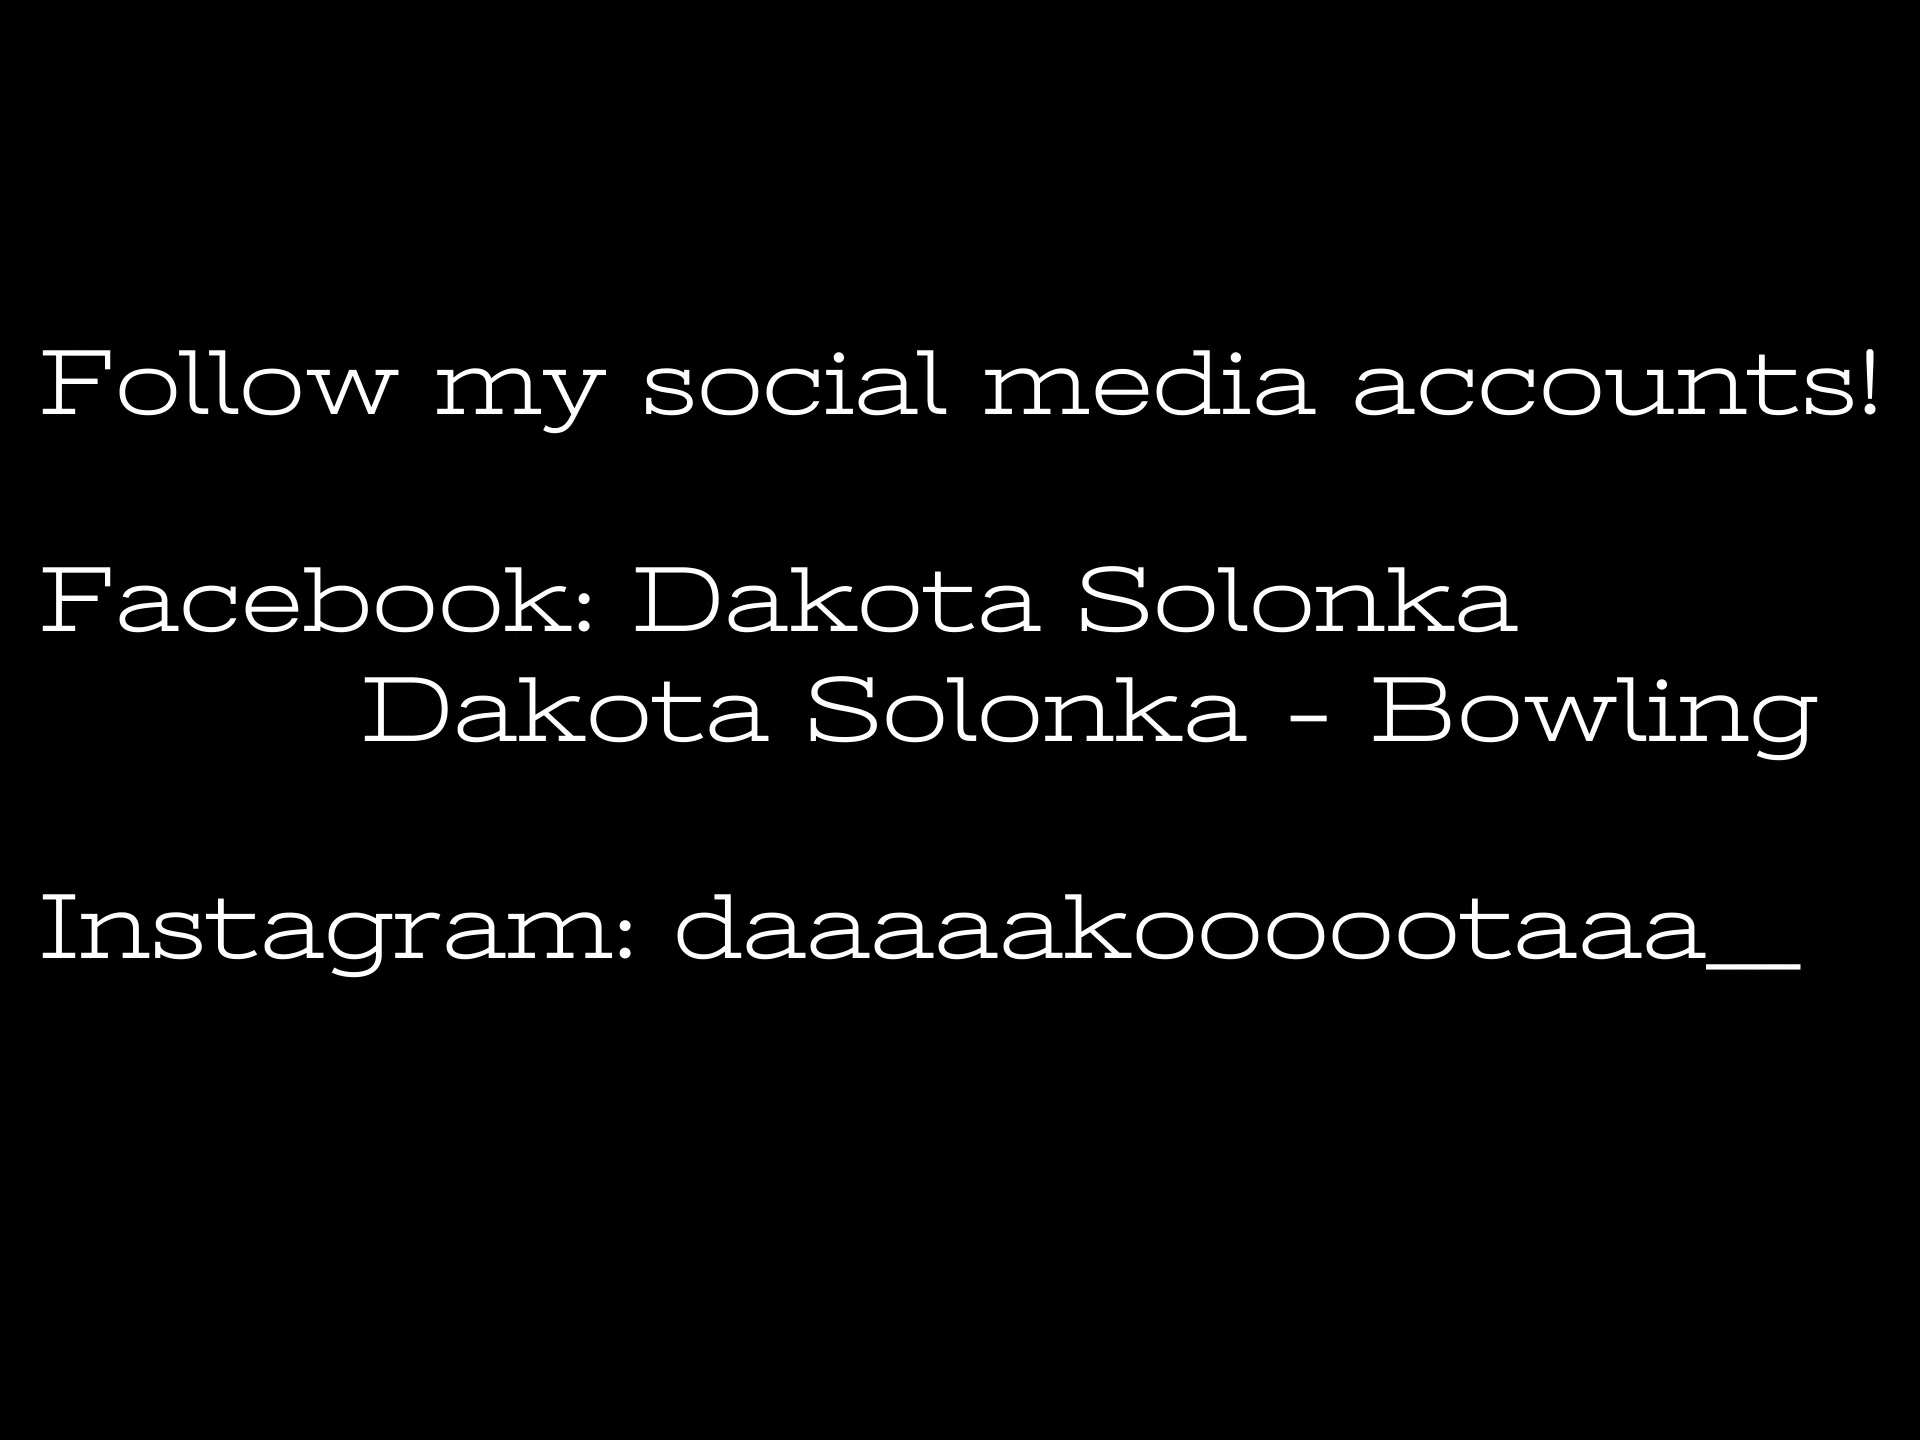 Follow my social media accounts!
Facebook: Dakota Solonka
Dakota Solonka - Bowling
Instagram: daaaaakoooootaaa__